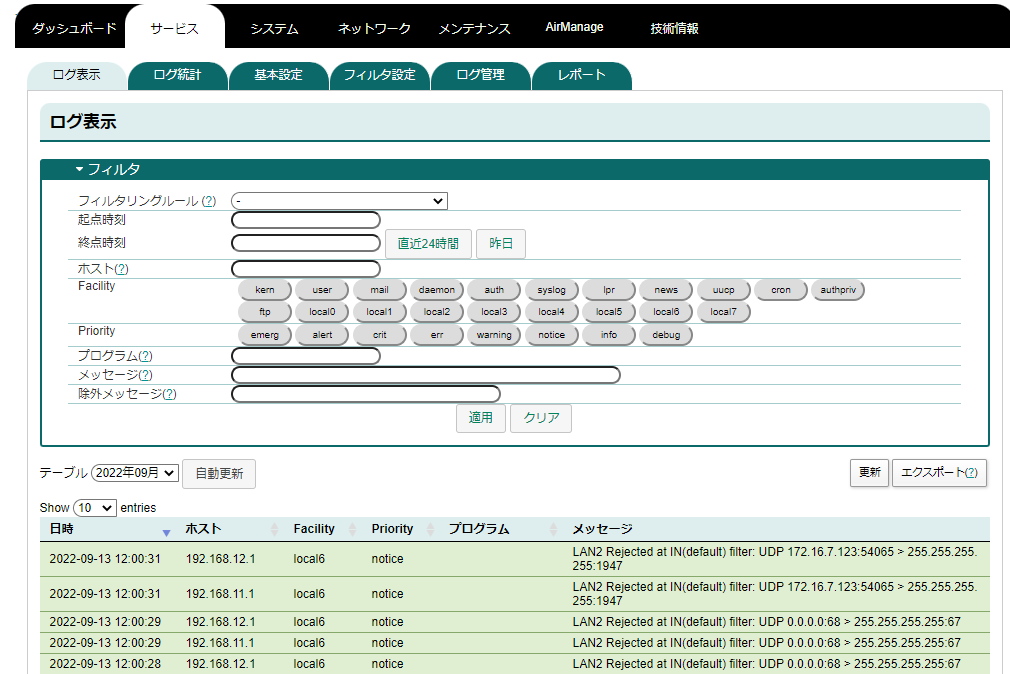 ダッシュボード サービス システム ネットワーク メンテナンス AirManage 技術情報
ログ表示 ログ統計 基本設定 フィルタ設定 ログ管理 レポート
ログ表示
フィルタ
フィルタリングルール (?) -
起点時刻
終点時刻 直近24時間 昨日
ホスト(?)
Facility kern user mail daemon auth syslog lpr news uucp cron authpriv
ftp local0 local1 local2 local3 local4 local5 local6 local7
Priority emerg alert crit err warning notice info debug
プログラム(?)
メッセージ(?)
除外メッセージ(?)
適用 クリア
テーブル 2022年09月 自動更新 更新 エクスポート(?)
Show 10 entries
日時 ホスト Facility Priority プログラム メッセージ
2022-09-13 12:00:31 192.168.12.1 local6 notice LAN2 Rejected at IN(default) filter: UDP 172.16.7.123:54065 > 255.255.255.
255:1947
2022-09-13 12:00:31 192.168.11.1 local6 notice LAN2 Rejected at IN(default) filter: UDP 172.16.7.123:54065 > 255.255.255.
255:1947
2022-09-13 12:00:29 192.168.12.1 local6 notice LAN2 Rejected at IN(default) filter: UDP 0.0.0.0:68 > 255.255.255.255:67
2022-09-13 12:00:29 192.168.11.1 local6 notice LAN2 Rejected at IN(default) filter: UDP 0.0.0.0:68 > 255.255.255.255:67
2022-09-13 12:00:28 192.168.12.1 local6 notice LAN2 Rejected at IN(default) filter: UDP 0.0.0.0:68 > 255.255.255.255:67